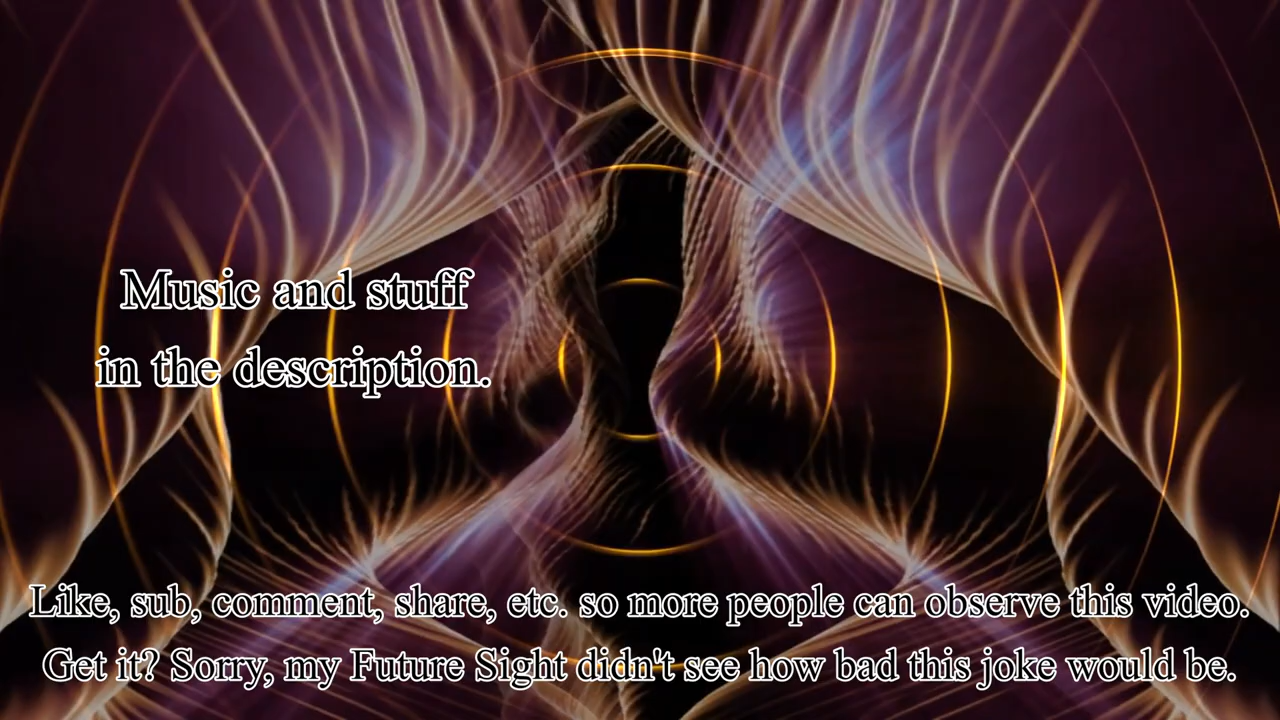 Music and stuff
in the description.
Like, sub, comment, share, etc. so more people can observe this video.
Get it? Sorry, my Future Sight didn't see how bad this joke would be.